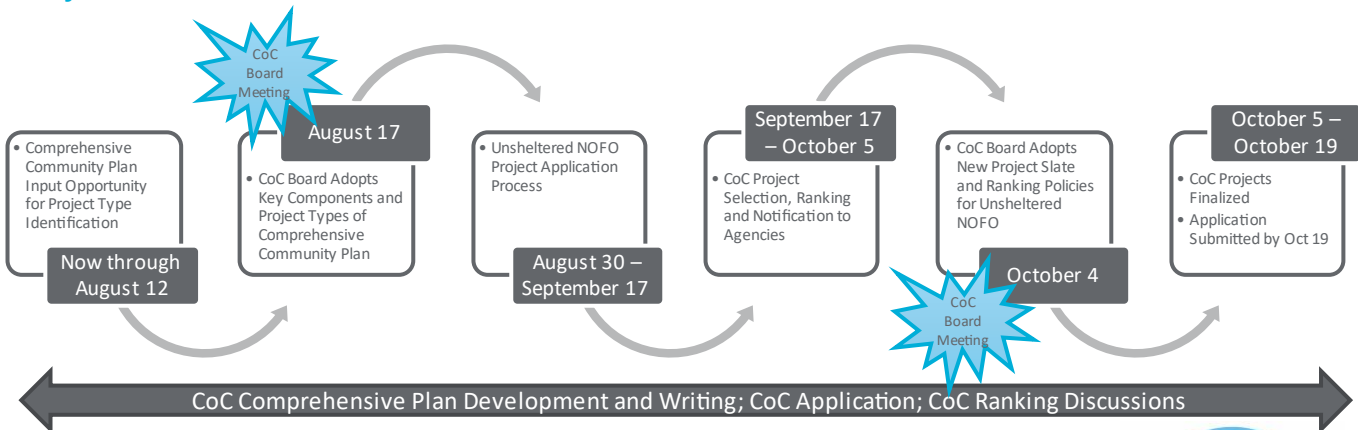 • Comprehensive
Community Plan
Input Opportunity
for Project Type
Identification
Now through
August 12
CoC
Board
Meeting
August 17
• CoC Board Adopts
Key Components and
Project Types of
Comprehensive
Community Plan
• Unsheltered NOFO
Project Application
Process
August 30 –
September 17
September 17
– October 5
• CoC Project
Selection, Ranking
and Notification to
Agencies
• CoC Board Adopts
New Project Slate
and Ranking Policies
for Unsheltered
NOFO
October 4
CoC
Board
Meeting
October 5 –
October 19
• CoC Projects
Finalized
• Application
Submitted by Oct 19
CoC Comprehensive Plan Development and Writing; CoC Application; CoC Ranking Discussions